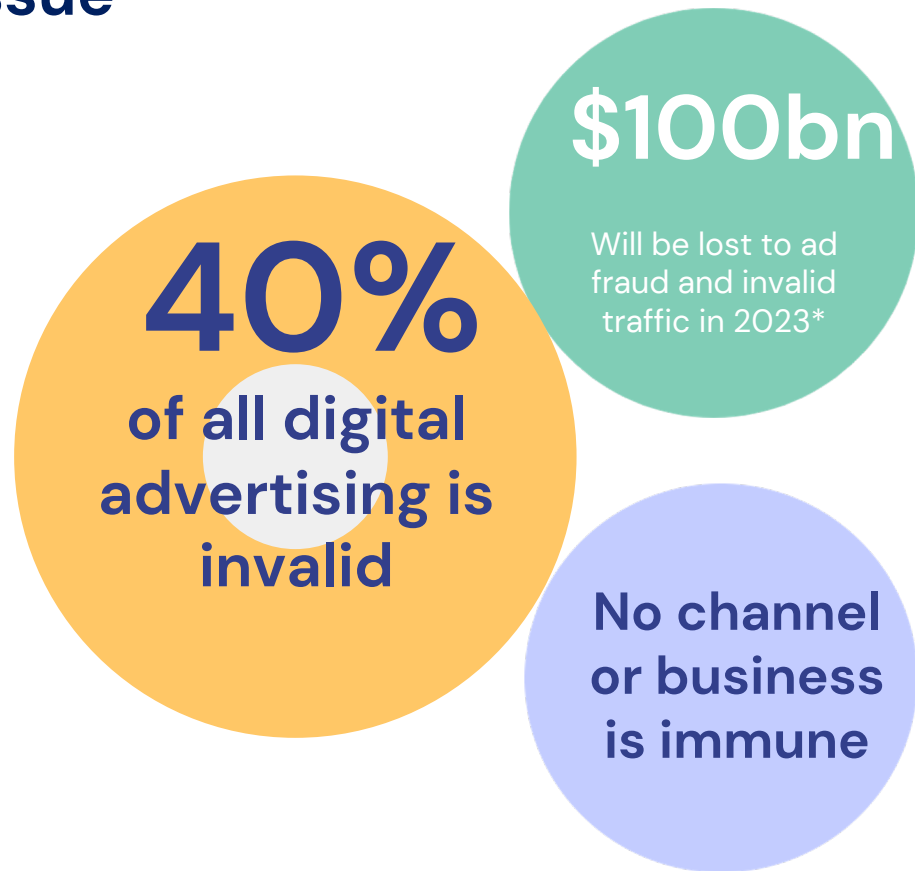 ssue
$100bn
Will be lost to ad
fraud and invalid
traffic in 2023*
40%
of all digital
advertising is
invalid
No channel
or business
is immune